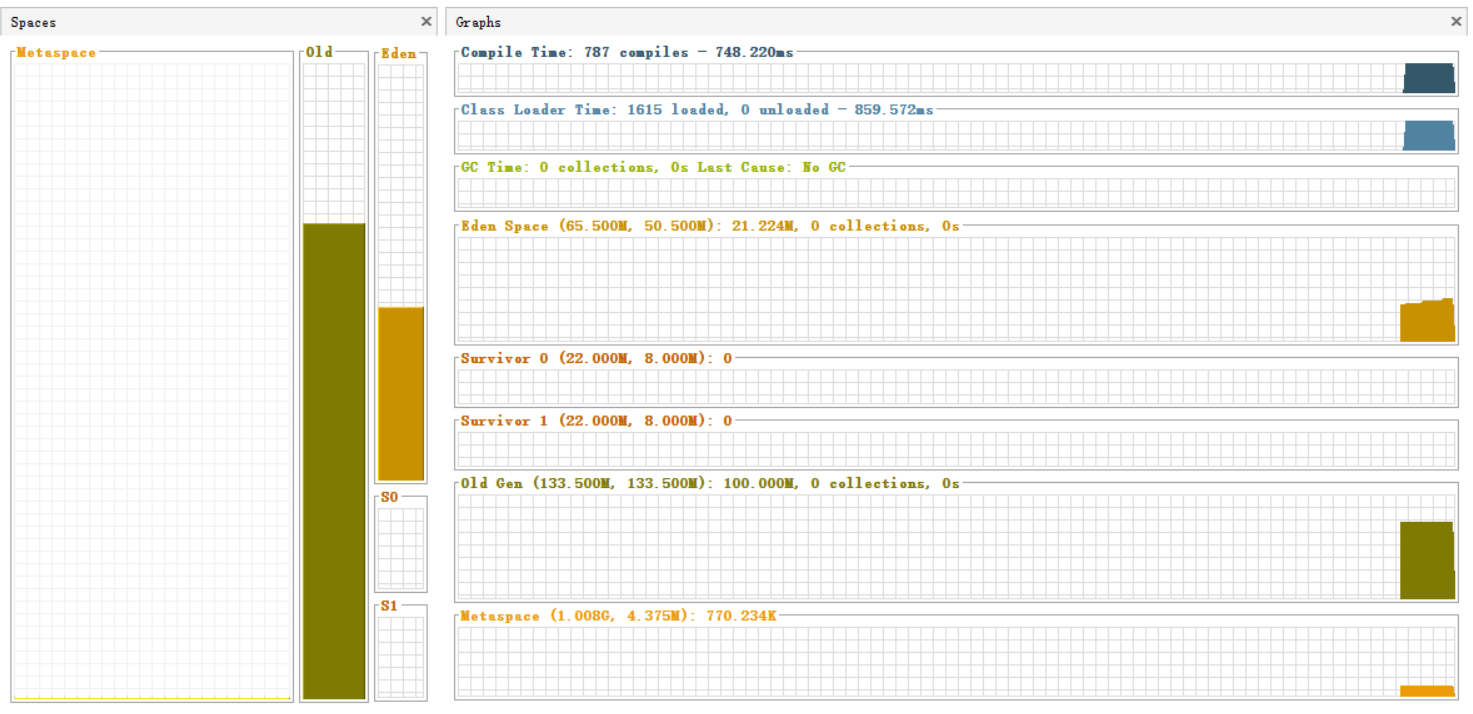 Spaces
Metaspace
Old
Eden
S0
S1
Graphs
Compile Time: 787 compiles - 748.220ms
Class Loader Time: 1615 loaded, 0 unloaded - 859.572ms
GC Time: 0 collections, 0s Last Cause: No GC
Eden Space (65.500M, 50.500M): 21.224M, 0 collections, 0s
Survivor 0 (22.000M, 8.000M): 0
Survivor 1 (22.000M, 8.000M): 0
Old Gen (133.500M, 133.500M): 100.000M, 0 collections, 0s
Metaspace (1.008G, 4.375M): 770.234K